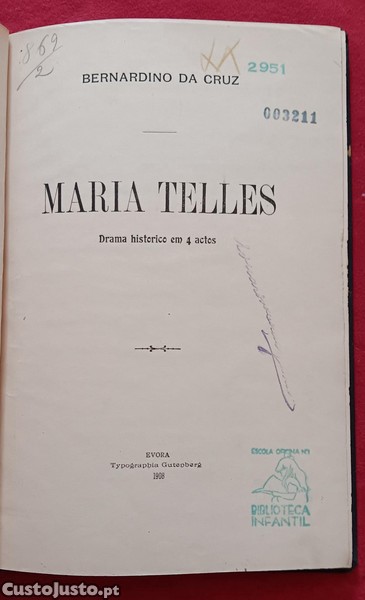 869
2
2951
003211
BERNARDINO DA CRUZ
MARIA TELLES
Drama historico em 4 actos
EVORA
Typographia Gutenberg
1908
ESCOLA OFICINA Nº1
BIBLIOTECA
INFANTIL
CustoJusto.pt